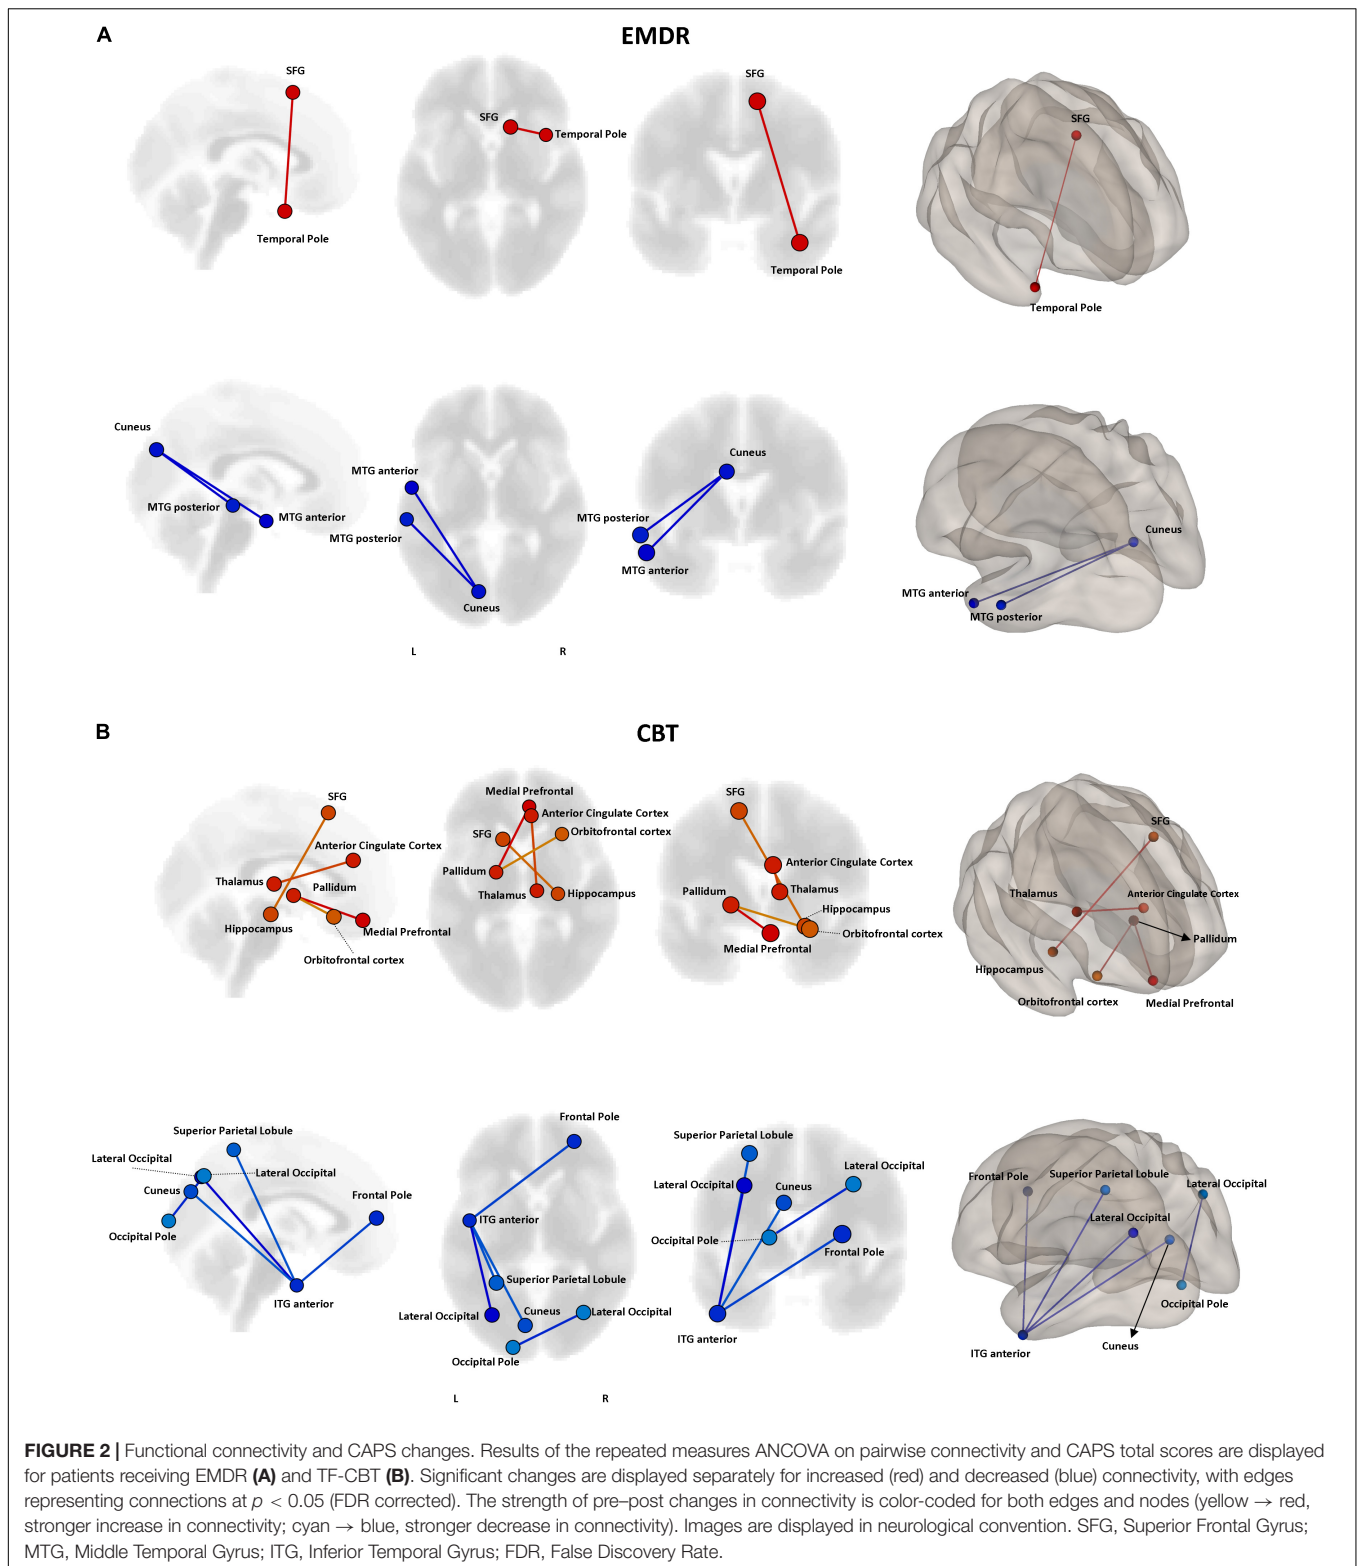 A
EMDR
SFG
Temporal Pole
SFG
Temporal Pole
SFG
Temporal Pole
SFG
Temporal Pole
Cuneus
MTG posterior
MTG anterior
MTG anterior
MTG posterior
Cuneus
Cuneus
MTG posterior
MTG anterior
Cuneus
MTG anterior
MTG posterior
L
R
B
CBT
SFG
Anterior Cingulate Cortex
Thalamus
Pallidum
Hippocampus
Medial Prefrontal
Orbitofrontal cortex
Medial Prefrontal
Anterior Cingulate Cortex
SFG
Orbitofrontal cortex
Pallidum
Thalamus
Hippocampus
SFG
Anterior Cingulate Cortex
Pallidum
Thalamus
Hippocampus
Orbitofrontal cortex
Medial Prefrontal
SFG
Thalamus
Anterior Cingulate Cortex
Pallidum
Hippocampus
Orbitofrontal cortex
Medial Prefrontal
Superior Parietal Lobule
Lateral Occipital
Lateral Occipital
Cuneus
Frontal Pole
Occipital Pole
ITG anterior
Frontal Pole
ITG anterior
Superior Parietal Lobule
Lateral Occipital
Cuneus
Lateral Occipital
Occipital Pole
Superior Parietal Lobule
Lateral Occipital
Lateral Occipital
Cuneus
Occipital Pole
Frontal Pole
ITG anterior
Frontal Pole
Superior Parietal Lobule
Lateral Occipital
Lateral Occipital
Occipital Pole
ITG anterior
Cuneus
L
R
FIGURE 2 | Functional connectivity and CAPS changes. Results of the repeated measures ANCOVA on pairwise connectivity and CAPS total scores are displayed
for patients receiving EMDR (A) and TF-CBT (B). Significant changes are displayed separately for increased (red) and decreased (blue) connectivity, with edges
representing connections at p < 0.05 (FDR corrected). The strength of pre–post changes in connectivity is color-coded for both edges and nodes (yellow → red,
stronger increase in connectivity; cyan → blue, stronger decrease in connectivity). Images are displayed in neurological convention. SFG, Superior Frontal Gyrus;
MTG, Middle Temporal Gyrus; ITG, Inferior Temporal Gyrus; FDR, False Discovery Rate.